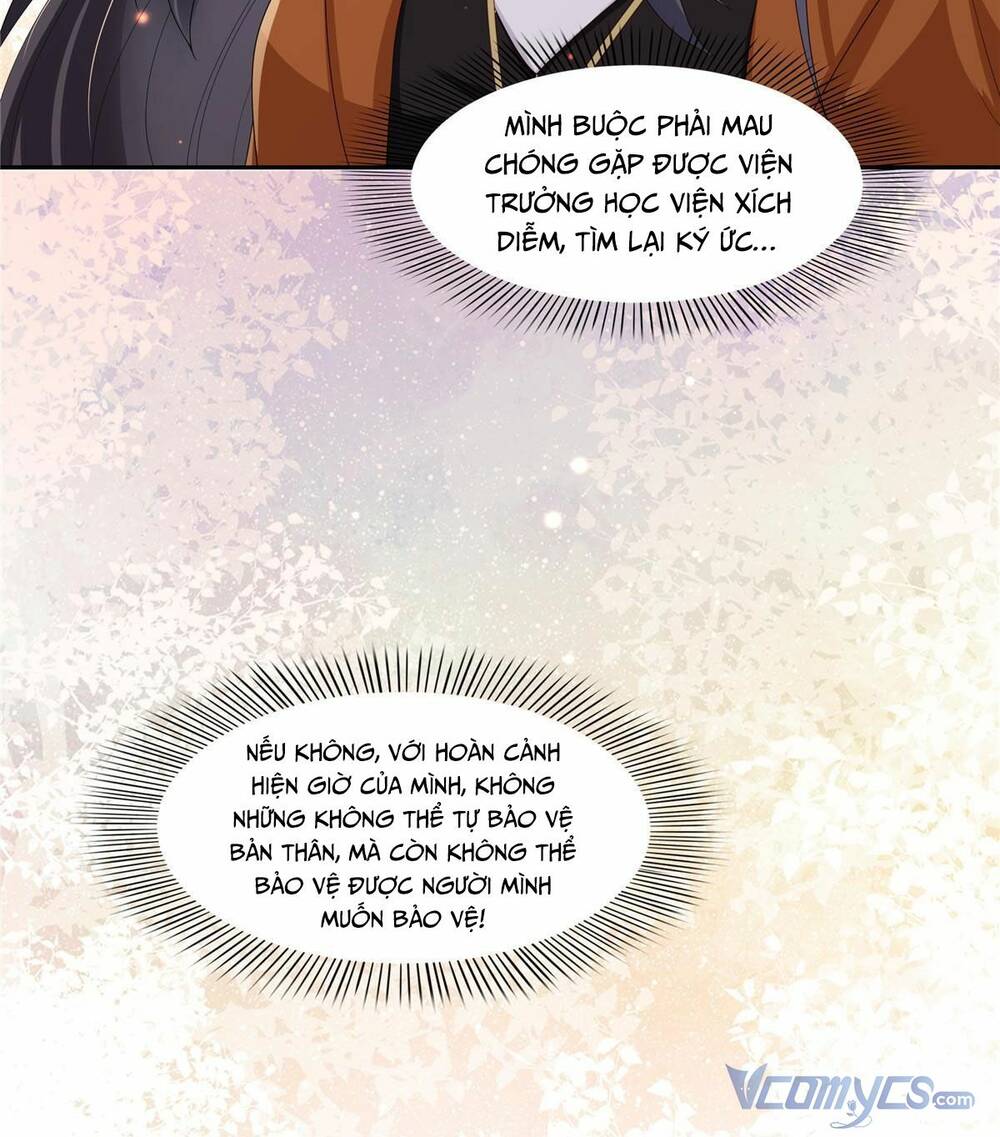 MÌNH BUỘC PHẢI MAU
CHÓNG GẶP ĐƯỢC VIỆN
TRƯỞNG HỌC VIỆN XÍCH
DIỄM, TÌM LẠI KÝ ỨC...
NẾU KHÔNG, VỚI HOÀN CẢNH
HIỆN GIỜ CỦA MÌNH, KHÔNG
NHỮNG KHÔNG THỂ TỰ BẢO VỆ
BẢN THÂN, MÀ CÒN KHÔNG THỂ
BẢO VỆ ĐƯỢC NGƯỜI MÌNH
MUỐN BẢO VỆ!
VCOMYCS.com